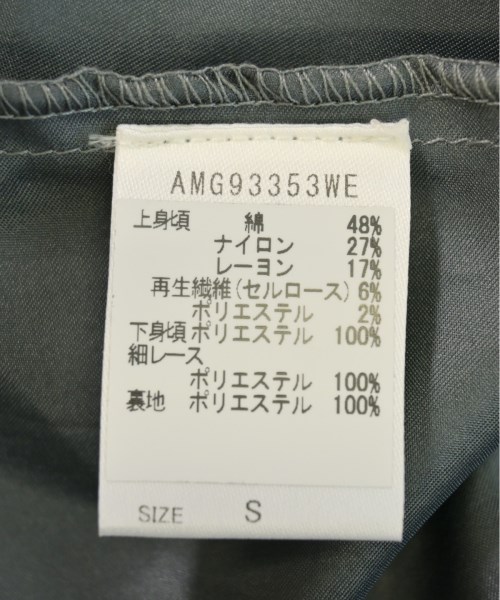 AMG93353WE
上身頃 綿 48%
ナイロン 27%
レーヨン 17%
再生繊維(セルロース) 6%
ポリエステル 2%
下身頃 ポリエステル 100%
細レース
ポリエステル 100%
裏地 ポリエステル 100%
SIZE S